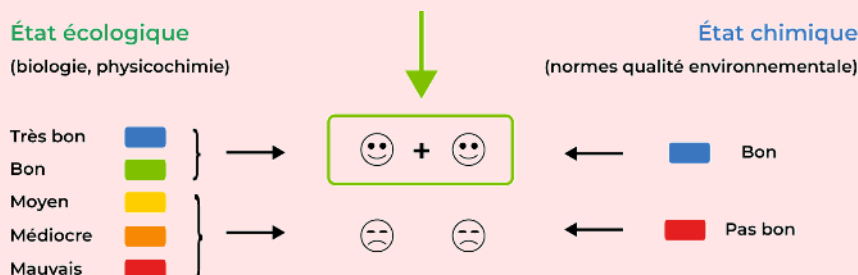 État écologique
(biologie, physicochimie)
État chimique
(normes qualité environnementale)
Très bon
Bon
Moyen
Médiocre
Mauvais
+
Bon
Pas bon